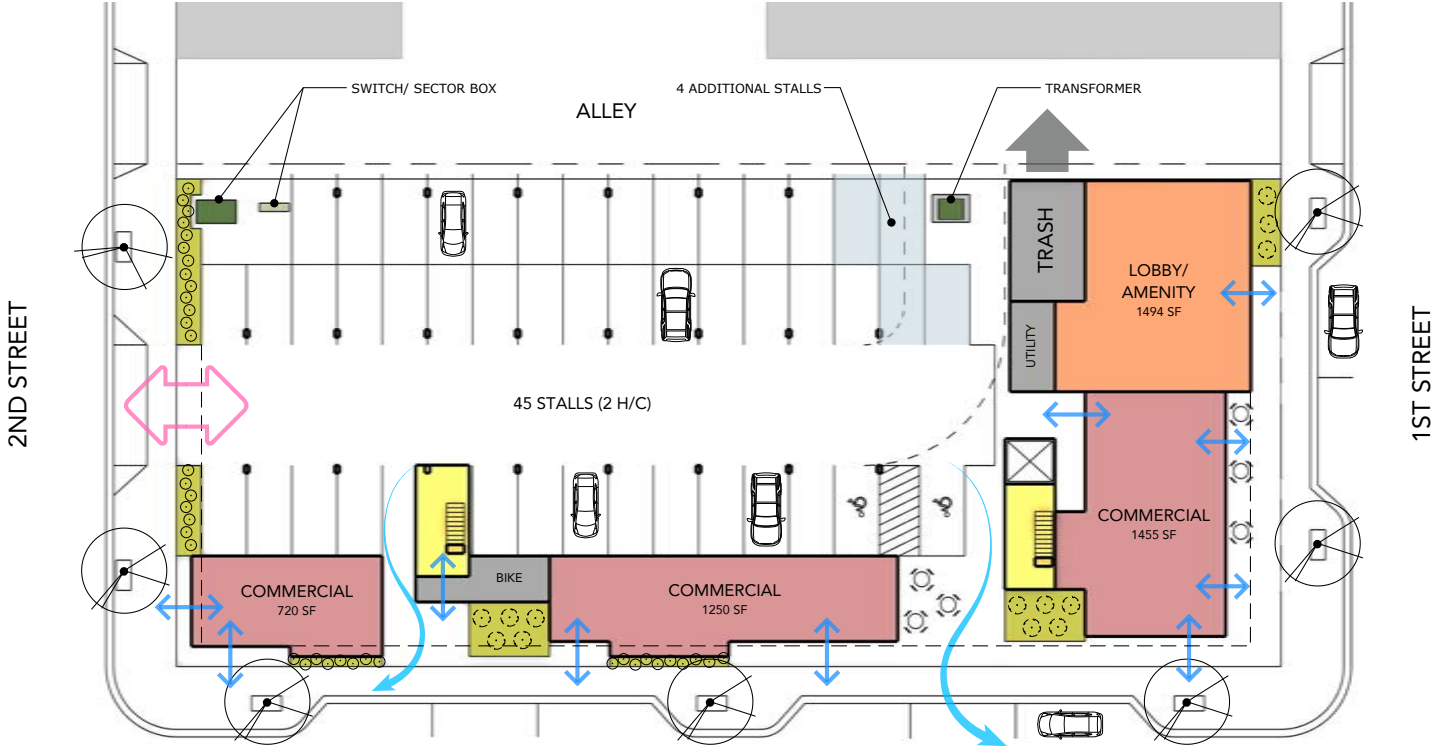 SWITCH/ SECTOR BOX
4 ADDITIONAL STALLS
TRANSFORMER
ALLEY
TRASH
LOBBY/
AMENITY
1494 SF
UTILITY
2ND STREET
1ST STREET
45 STALLS (2 H/C)
COMMERCIAL
1455 SF
COMMERCIAL
720 SF
BIKE
COMMERCIAL
1250 SF